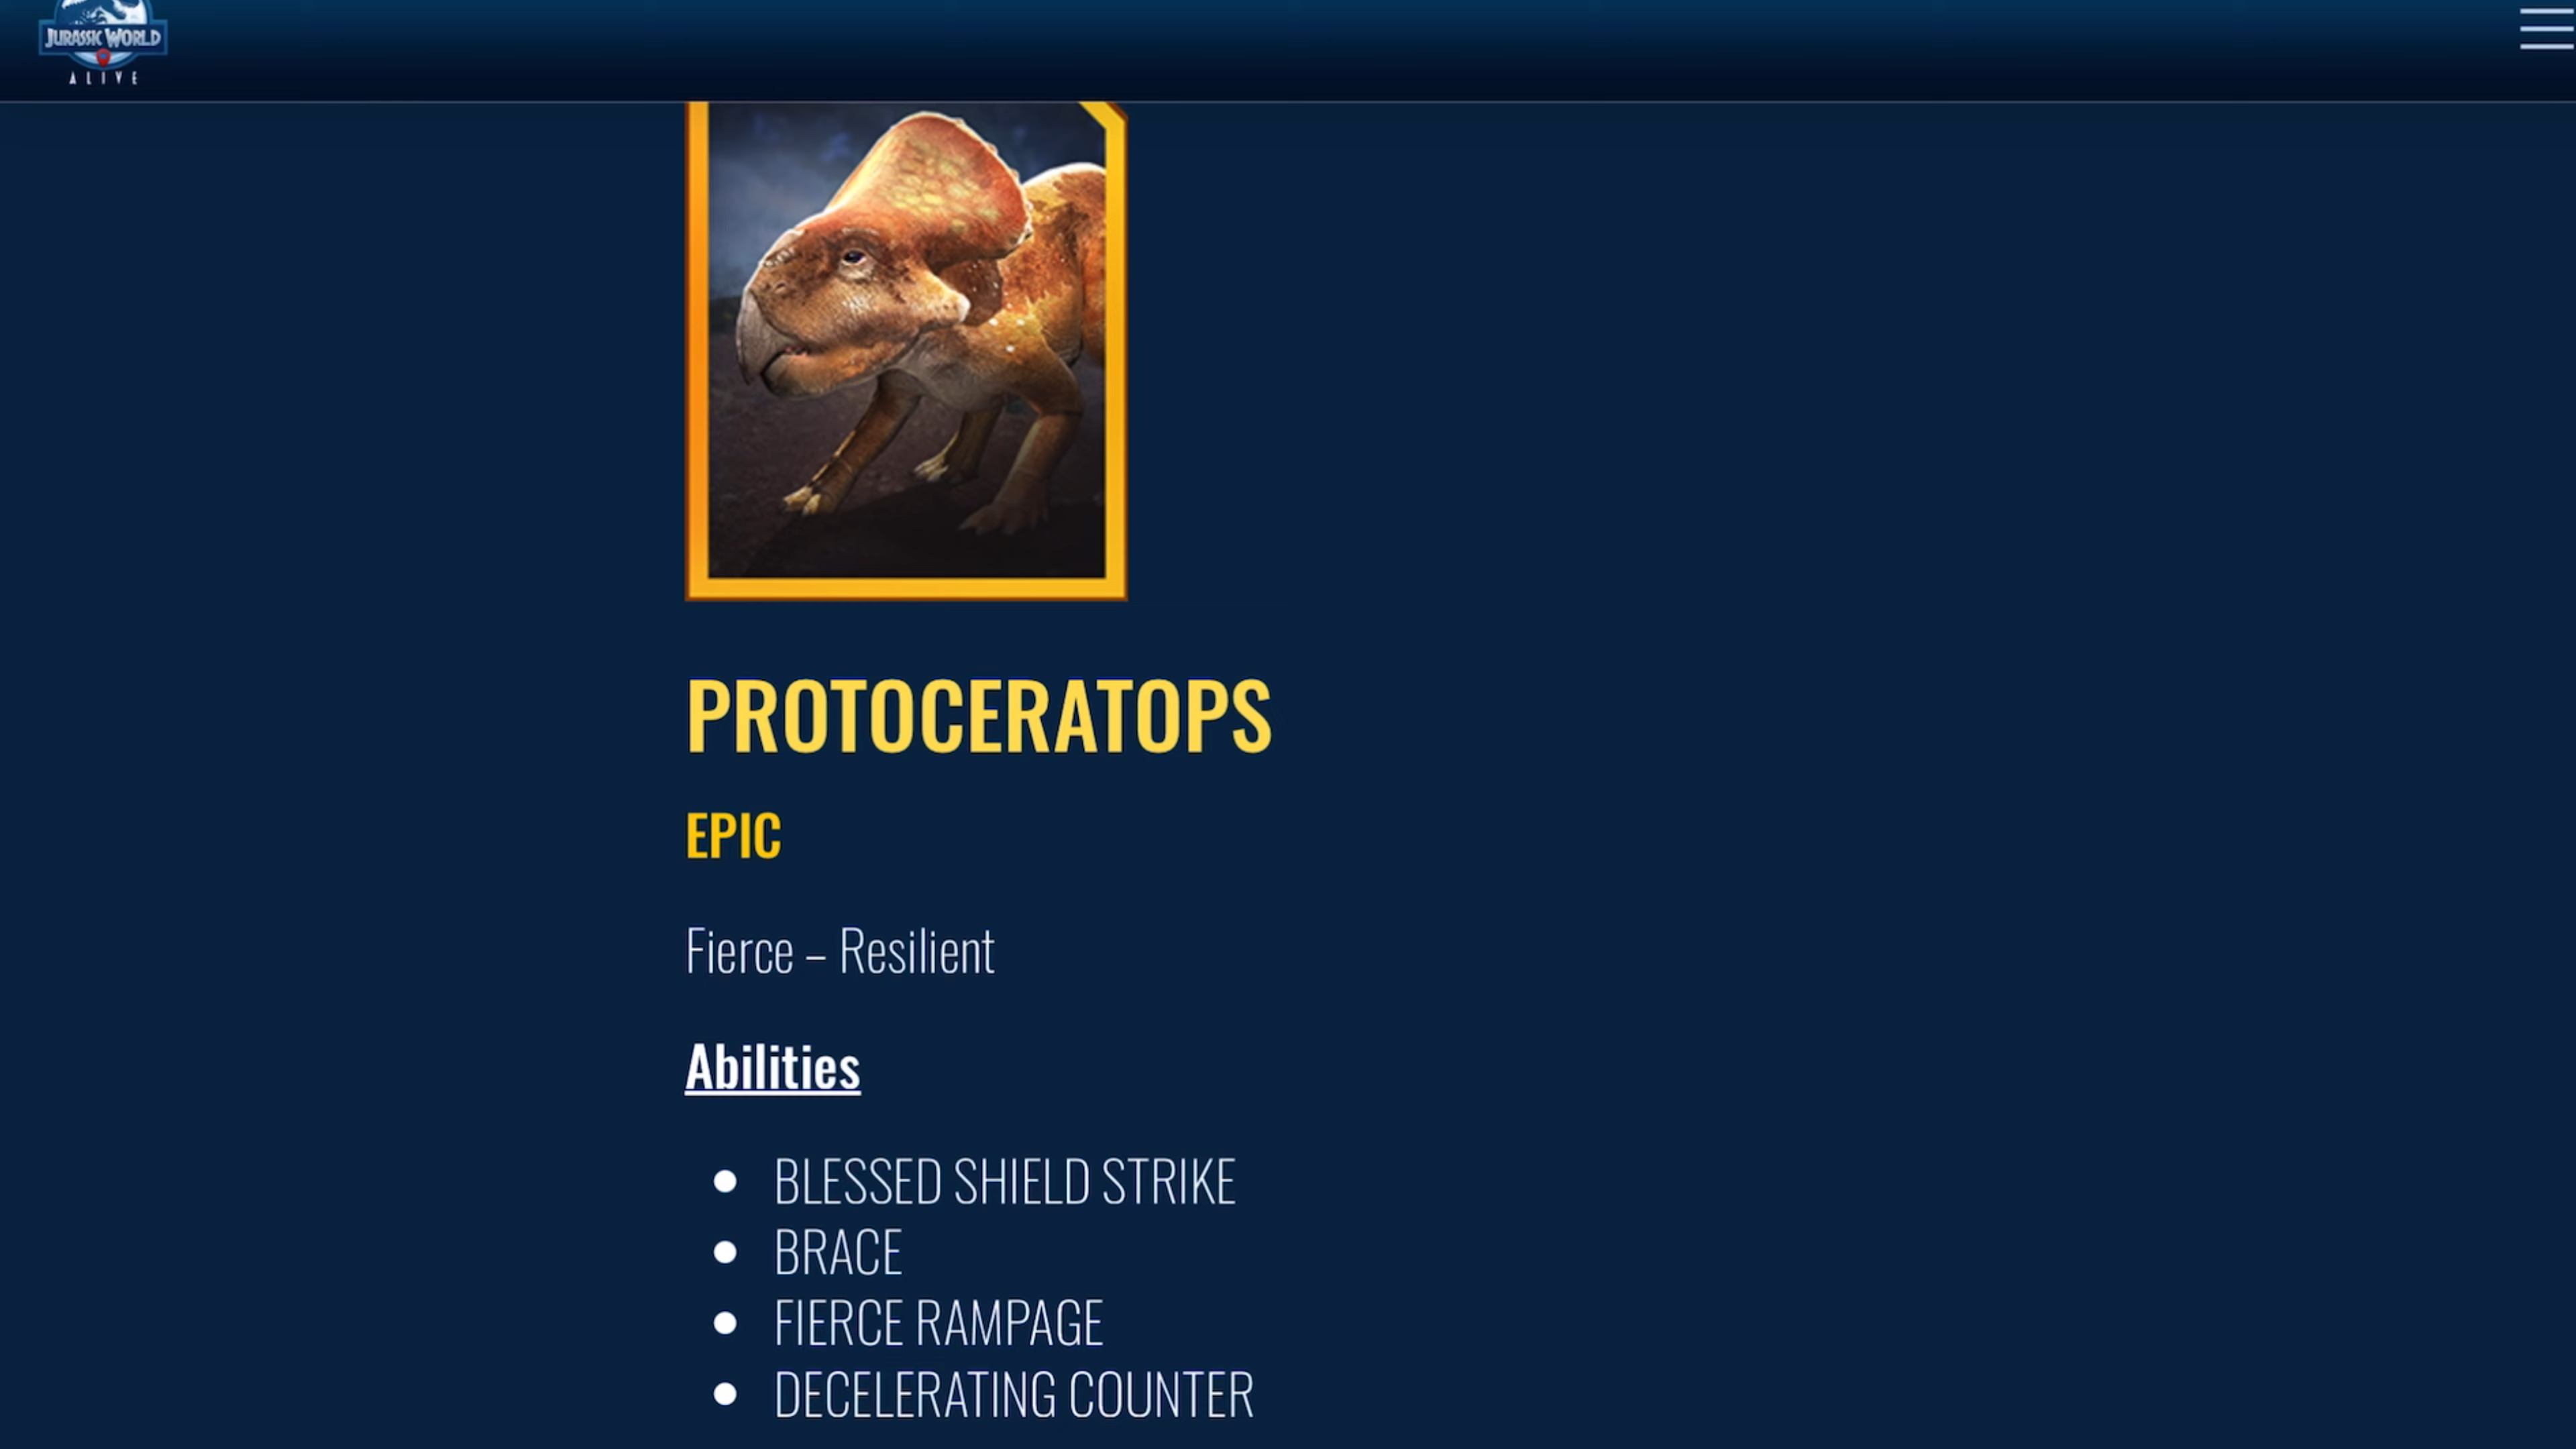 JURASSIC WORLD
ALIVE
PROTOCERATOPS
EPIC
Fierce – Resilient
Abilities
BLESSED SHIELD STRIKE
BRACE
FIERCE RAMPAGE
DECELERATING COUNTER